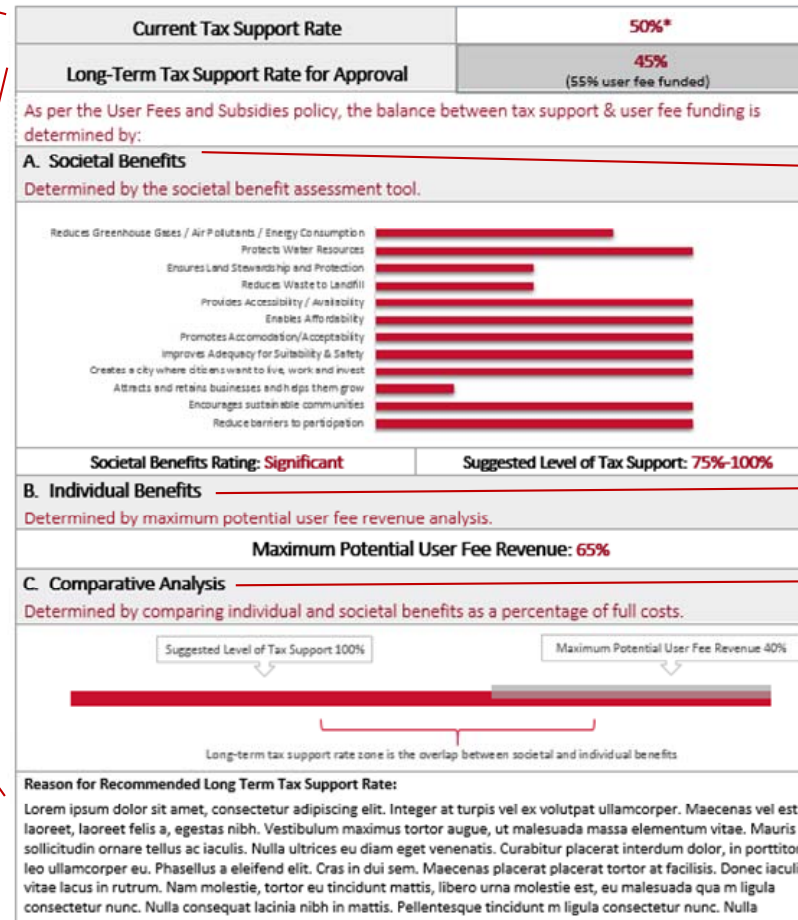 Current Tax Support Rate 50%*
Long-Term Tax Support Rate for Approval 45%
(55% user fee funded)
As per the User Fees and Subsidies policy, the balance between tax support & user fee funding is
determined by:
A. Societal Benefits
Determined by the societal benefit assessment tool.
Reduces Greenhouse Gases / Air Pollutants / Energy Consumption
Protects Water Resources
Ensures Land Stewardship and Protection
Reduces Waste to Landfill
Provides Accessibility / Availability
Enables Affordability
Promotes Accomodation/Acceptability
Improves Adequacy for Suitability & Safety
Creates a city where citizens want to live, work and invest
Attracts and retains businesses and helps them grow
Encourages sustainable communities
Reduce barriers to participation
Societal Benefits Rating: Significant Suggested Level of Tax Support: 75%-100%
B. Individual Benefits
Determined by maximum potential user fee revenue analysis.
Maximum Potential User Fee Revenue: 65%
C. Comparative Analysis
Determined by comparing individual and societal benefits as a percentage of full costs.
Suggested Level of Tax Support 100% Maximum Potential User Fee Revenue 40%
Long-term tax support rate zone is the overlap between societal and individual benefits
Reason for Recommended Long Term Tax Support Rate:
Lorem ipsum dolor sit amet, consectetur adipiscing elit. Integer at turpis vel ex volutpat ullamcorper. Maecenas vel est
laoreet, laoreet felis a, egestas nibh. Vestibulum maximus tortor augue, ut malesuada massa elementum vitae. Mauris
sollicitudin ornare tellus ac iaculis. Nulla ultrices eu diam eget venenatis. Curabitur placerat interdum dolor, in porttitor
leo ullamcorper eu. Phasellus a eleifend elit. Cras in dui sem. Maecenas placerat placerat tortor at facilisis. Donec iaculi
vitae lacus in rutrum. Nam molestie, tortor eu tincidunt mattis, libero urna molestie est, eu malesuada qua m ligula
consectetur nunc. Nulla consequat lacinia nibh in mattis. Pellentesque tincidunt m ligula consectetur nunc. Nulla